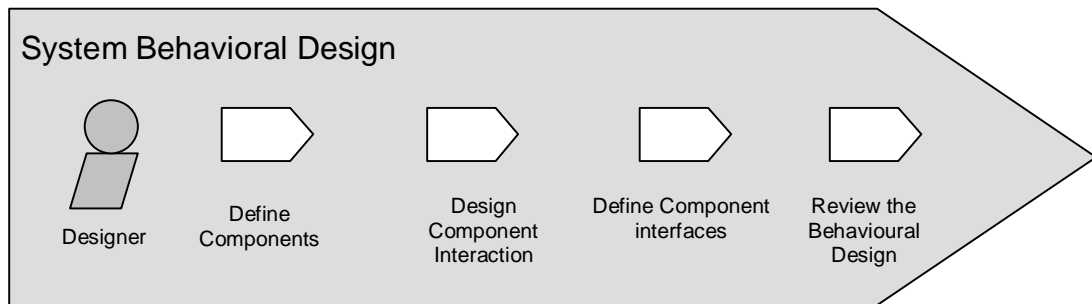 System Behavioral Design
Designer
Define
Components
Design
Component
Interaction
Define Component
interfaces
Review the
Behavioural
Design